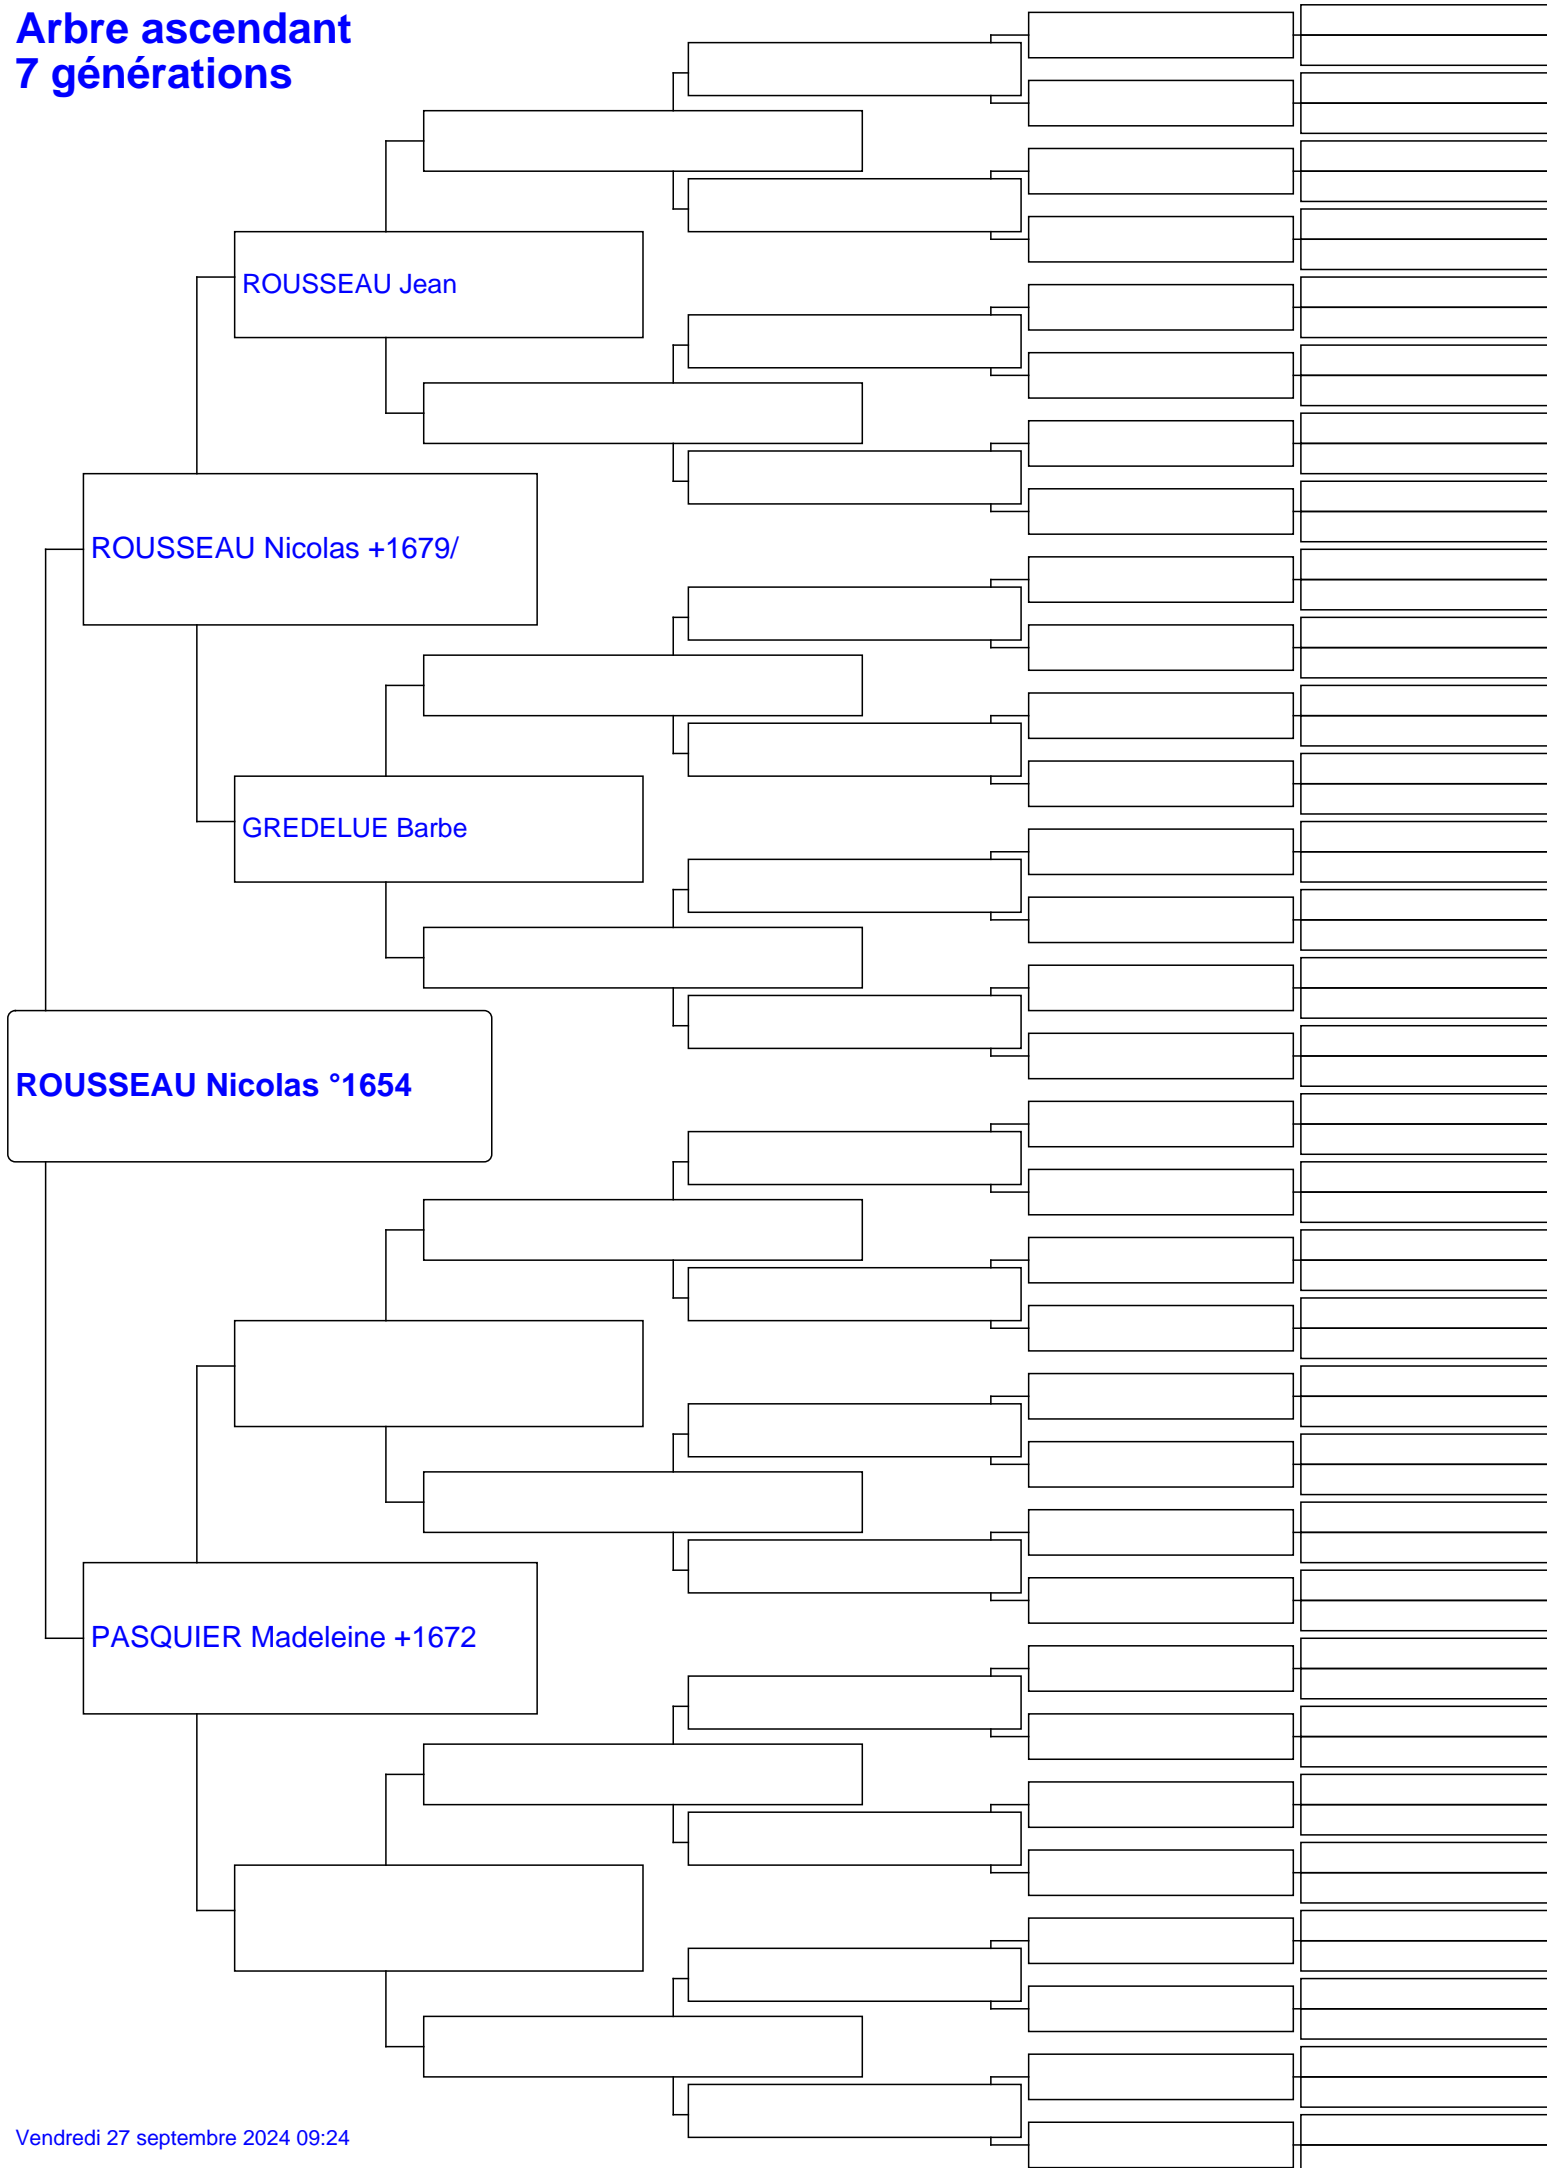 Arbre ascendant
7 générations
ROUSSEAU Jean
ROUSSEAU Nicolas +1679/
GREDELUE Barbe
ROUSSEAU Nicolas °1654
PASQUIER Madeleine +1672
Vendredi 27 septembre 2024 09:24